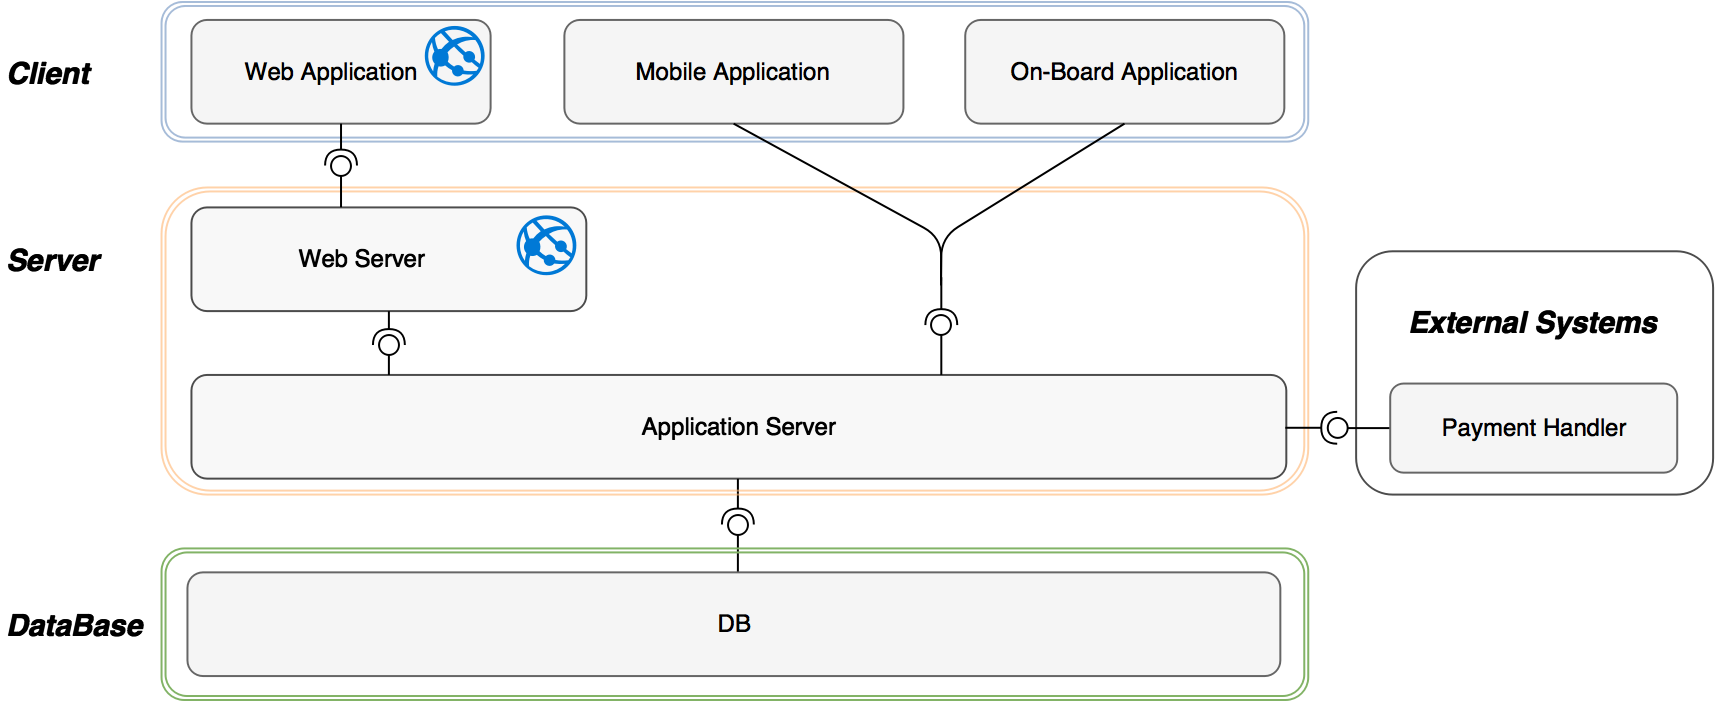 Client
Web Application
Mobile Application
On-Board Application
Server
Web Server
External Systems
Application Server
Payment Handler
DataBase
DB